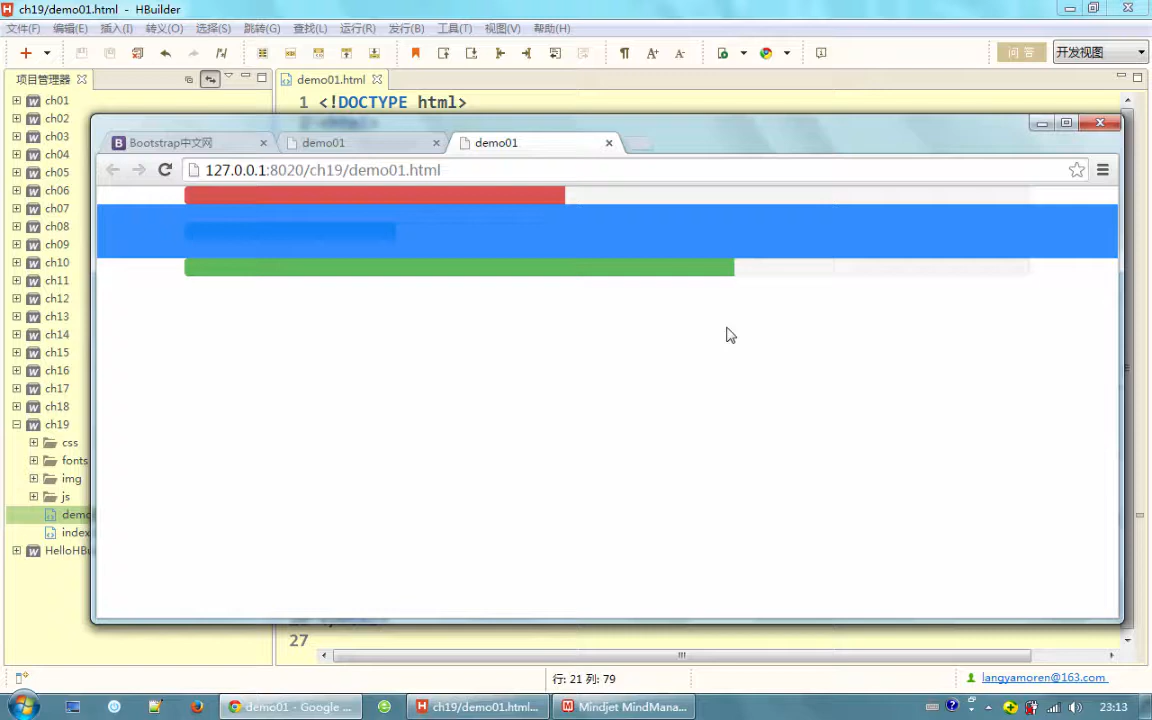 ch19/demo01.html - HBuilder
文件(F) 编辑(E) 插入(I) 转义(O) 选择(S) 跳转(G) 查找(L) 运行(R) 发行(B) 工具(T) 视图(V) 帮助(H)
问答 开发视图
项目管理器 demo01.html
1 <!DOCTYPE html>
ch01
ch02
ch03
ch04
ch05
ch06
ch07
ch08
ch09
ch10
ch11
ch12
ch13
ch14
ch15
ch16
ch17
ch18
ch19
css
fonts
img
js
demo
index
HelloHBu
Bootstrap中文网 demo01 demo01
127.0.0.1:8020/ch19/demo01.html
27
行: 21 列: 79
langyamoren@163.com
demo01 - Google ... ch19/demo01.html... Mindjet MindMana... 23:13